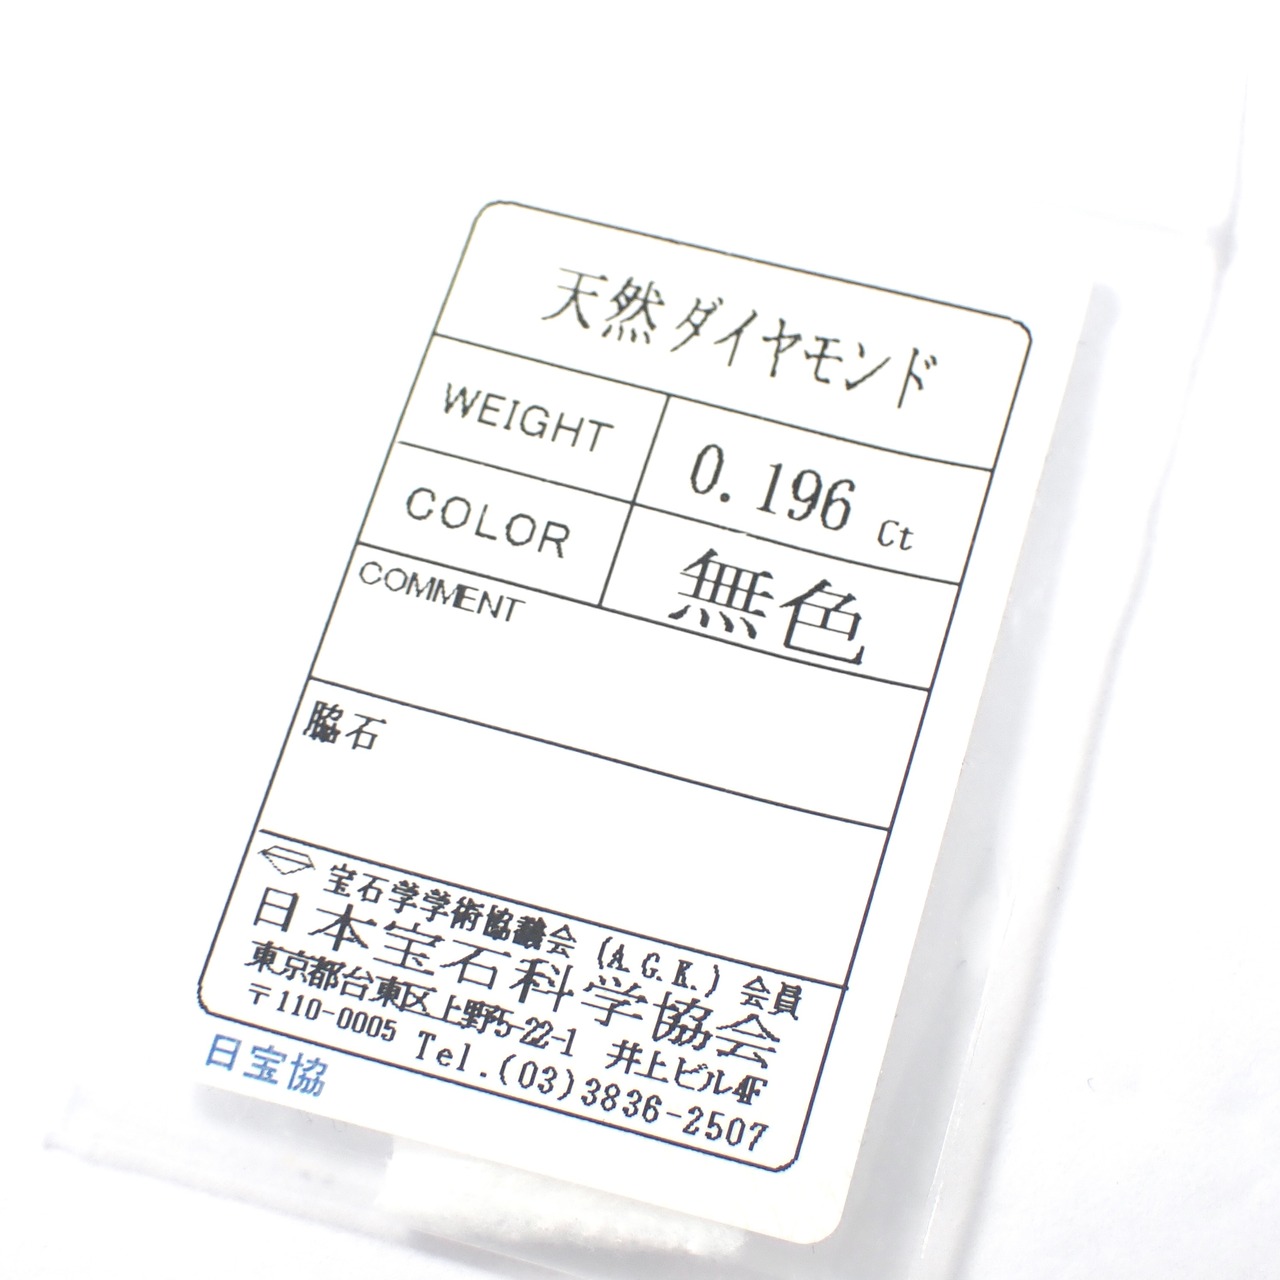 天然ダイヤモンド
WEIGHT 0.196 Ct
COLOR 無色
COMMENT
脇石
宝石学学術協議会 (A.G.K.) 会員
日本宝石科学協会
東京都台東区上野5-22-1 井上ビル4F
〒110-0005 Tel.(03)3836-2507
日宝協